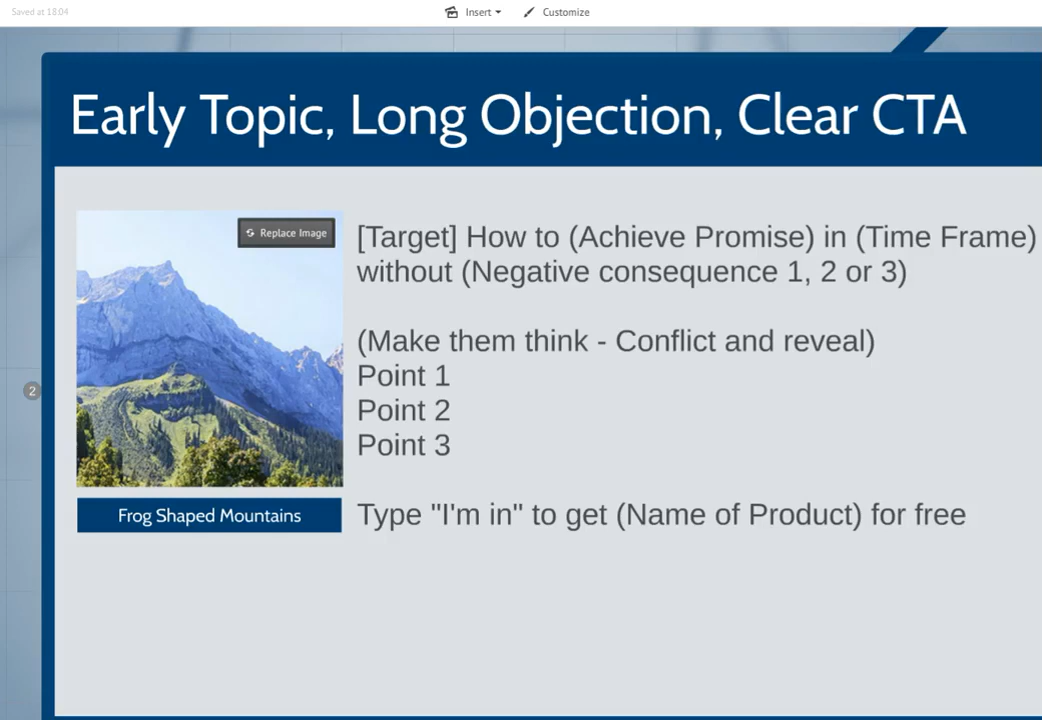 Saved at 18:04
Insert
Customize
Early Topic, Long Objection, Clear CTA
Replace Image
[Target] How to (Achieve Promise) in (Time Frame)
without (Negative consequence 1, 2 or 3)
(Make them think - Conflict and reveal)
Point 1
2
Point 2
Point 3
Frog Shaped Mountains
Type "I'm in" to get (Name of Product) for free